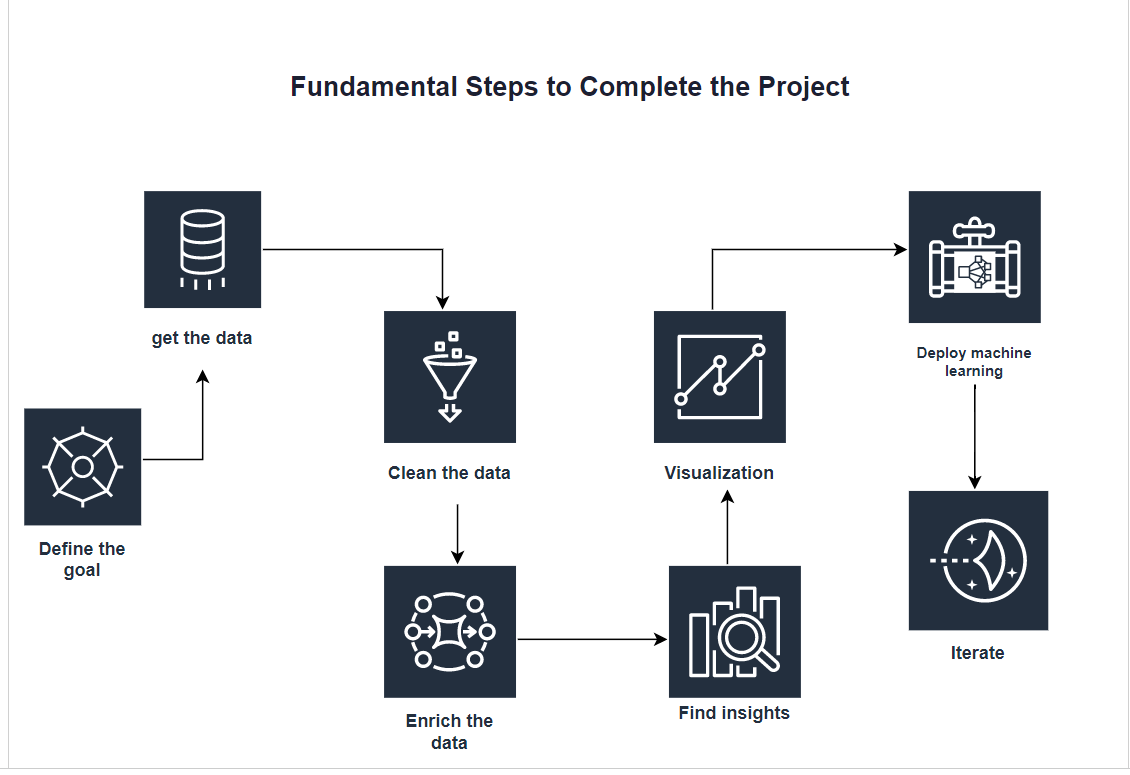 Fundamental Steps to Complete the Project
get the data
Define the
goal
Clean the data
Enrich the
data
Find insights
Visualization
Deploy machine
learning
Iterate